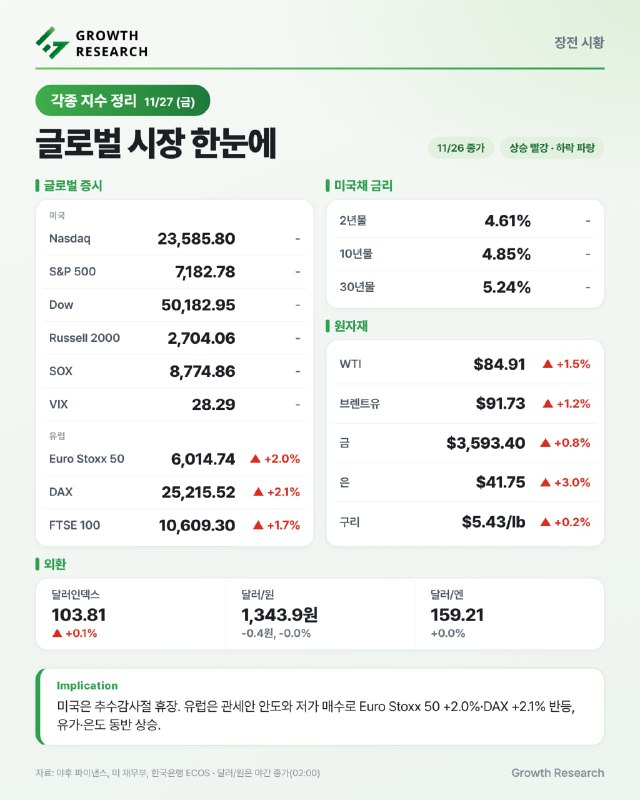 GROWTH
RESEARCH
장전 시황
각종 지수 정리 11/27 (금)
글로벌 시장 한눈에
11/26 종가
상승 빨강 · 하락 파랑
글로벌 증시
미국
Nasdaq 23,585.80 -
S&P 500 7,182.78 -
Dow 50,182.95 -
Russell 2000 2,704.06 -
SOX 8,774.86 -
VIX 28.29 -
유럽
Euro Stoxx 50 6,014.74 ▲ +2.0%
DAX 25,215.52 ▲ +2.1%
FTSE 100 10,609.30 ▲ +1.7%
미국채 금리
2년물 4.61% -
10년물 4.85% -
30년물 5.24% -
원자재
WTI $84.91 ▲ +1.5%
브렌트유 $91.73 ▲ +1.2%
금 $3,593.40 ▲ +0.8%
은 $41.75 ▲ +3.0%
구리 $5.43/lb ▲ +0.2%
외환
달러인덱스
103.81
▲ +0.1%
달러/원
1,343.9원
-0.4원, -0.0%
달러/엔
159.21
+0.0%
Implication
미국은 추수감사절 휴장. 유럽은 관세안 안도와 저가 매수로 Euro Stoxx 50 +2.0%·DAX +2.1% 반등,
유가·은도 동반 상승.
자료: 야후 파이낸스, 미 재무부, 한국은행 ECOS · 달러/원은 야간 종가(02:00)
Growth Research